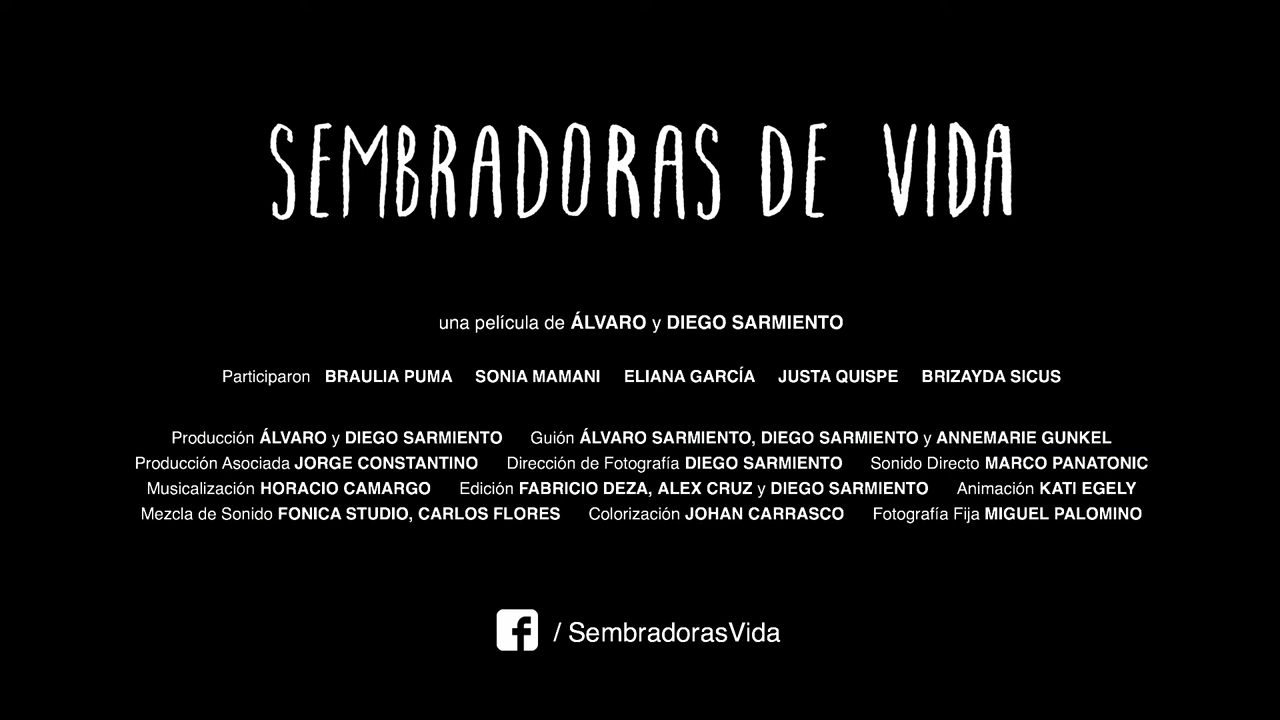 SEMBRADORAS DE VIDA
una película de ÁLVARO y DIEGO SARMIENTO
Participaron BRAULIA PUMA SONIA MAMANI ELIANA GARCÍA JUSTA QUISPE BRIZAYDA SICUS
Producción ÁLVARO y DIEGO SARMIENTO Guión ÁLVARO SARMIENTO, DIEGO SARMIENTO y ANNEMARIE GUNKEL
Producción Asociada JORGE CONSTANTINO Dirección de Fotografía DIEGO SARMIENTO Sonido Directo MARCO PANATONIC
Musicalización HORACIO CAMARGO Edición FABRICIO DEZA, ALEX CRUZ y DIEGO SARMIENTO Animación KATI EGELY
Mezcla de Sonido FONICA STUDIO, CARLOS FLORES Colorización JOHAN CARRASCO Fotografía Fija MIGUEL PALOMINO
f / SembradorasVida